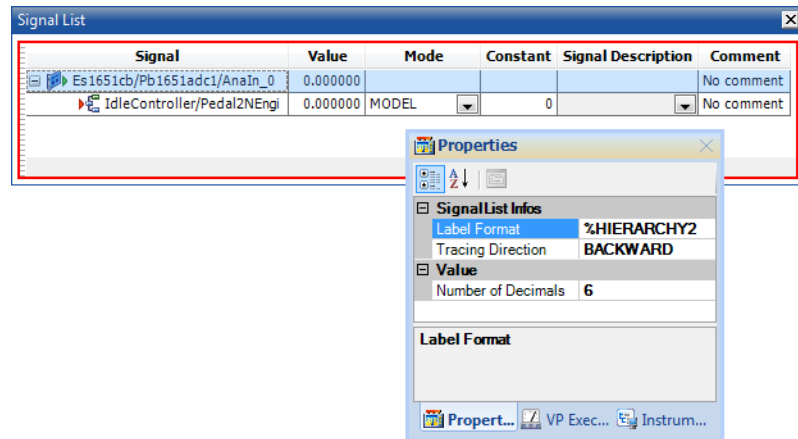 Signal List
Signal Value Mode Constant Signal Description Comment
Es1651cb/Pb1651adc1/AnaIn_0 0.000000 No comment
IdleController/Pedal2NEngi 0.000000 MODEL 0 No comment
Properties
SignalList Infos
Label Format %HIERARCHY2
Tracing Direction BACKWARD
Value
Number of Decimals 6
Label Format
Propert... VP Exec... Instrum...